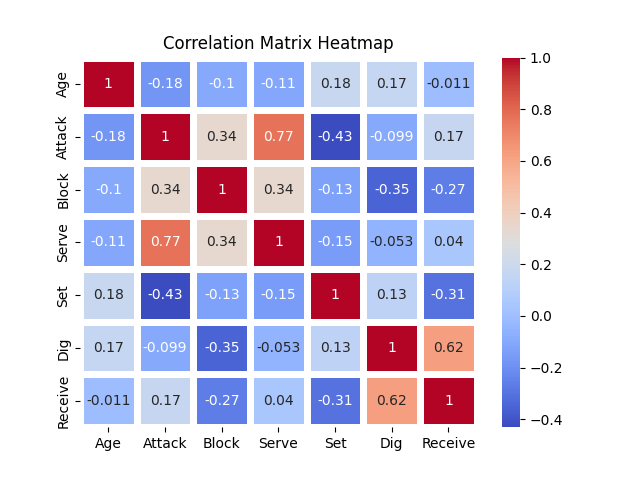 Correlation Matrix Heatmap
Age 1 -0.18 -0.1 -0.11 0.18 0.17 -0.011
Attack -0.18 1 0.34 0.77 -0.43 -0.099 0.17
Block -0.1 0.34 1 0.34 -0.13 -0.35 -0.27
Serve -0.11 0.77 0.34 1 -0.15 -0.053 0.04
Set 0.18 -0.43 -0.13 -0.15 1 0.13 -0.31
Dig 0.17 -0.099 -0.35 -0.053 0.13 1 0.62
Receive -0.011 0.17 -0.27 0.04 -0.31 0.62 1
Age Attack Block Serve Set Dig Receive
1.0
0.8
0.6
0.4
0.2
0.0
−0.2
−0.4